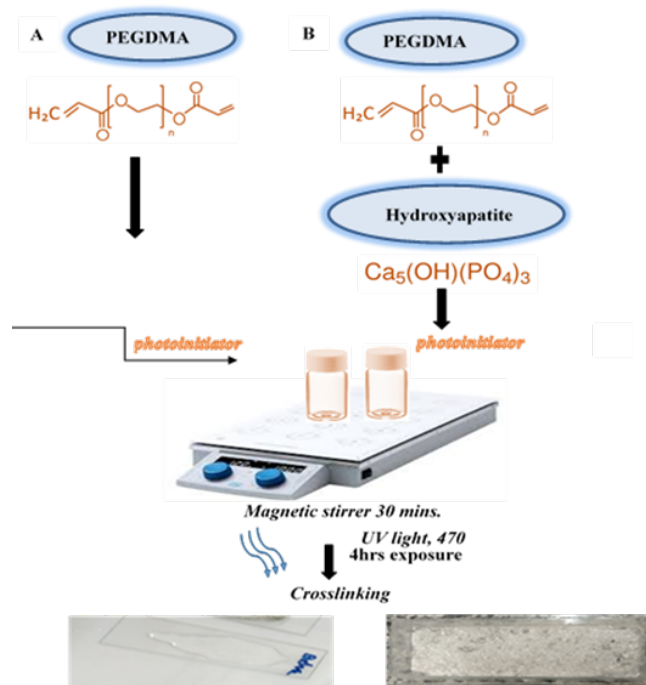 A
PEGDMA
B
PEGDMA
H₂C
O
O
n
O
O
H₂C
O
O
n
O
O
Hydroxyapatite
Ca₅(OH)(PO₄)₃
photoinitiator
photoinitiator
Magnetic stirrer 30 mins.
UV light, 470
4hrs exposure
Crosslinking